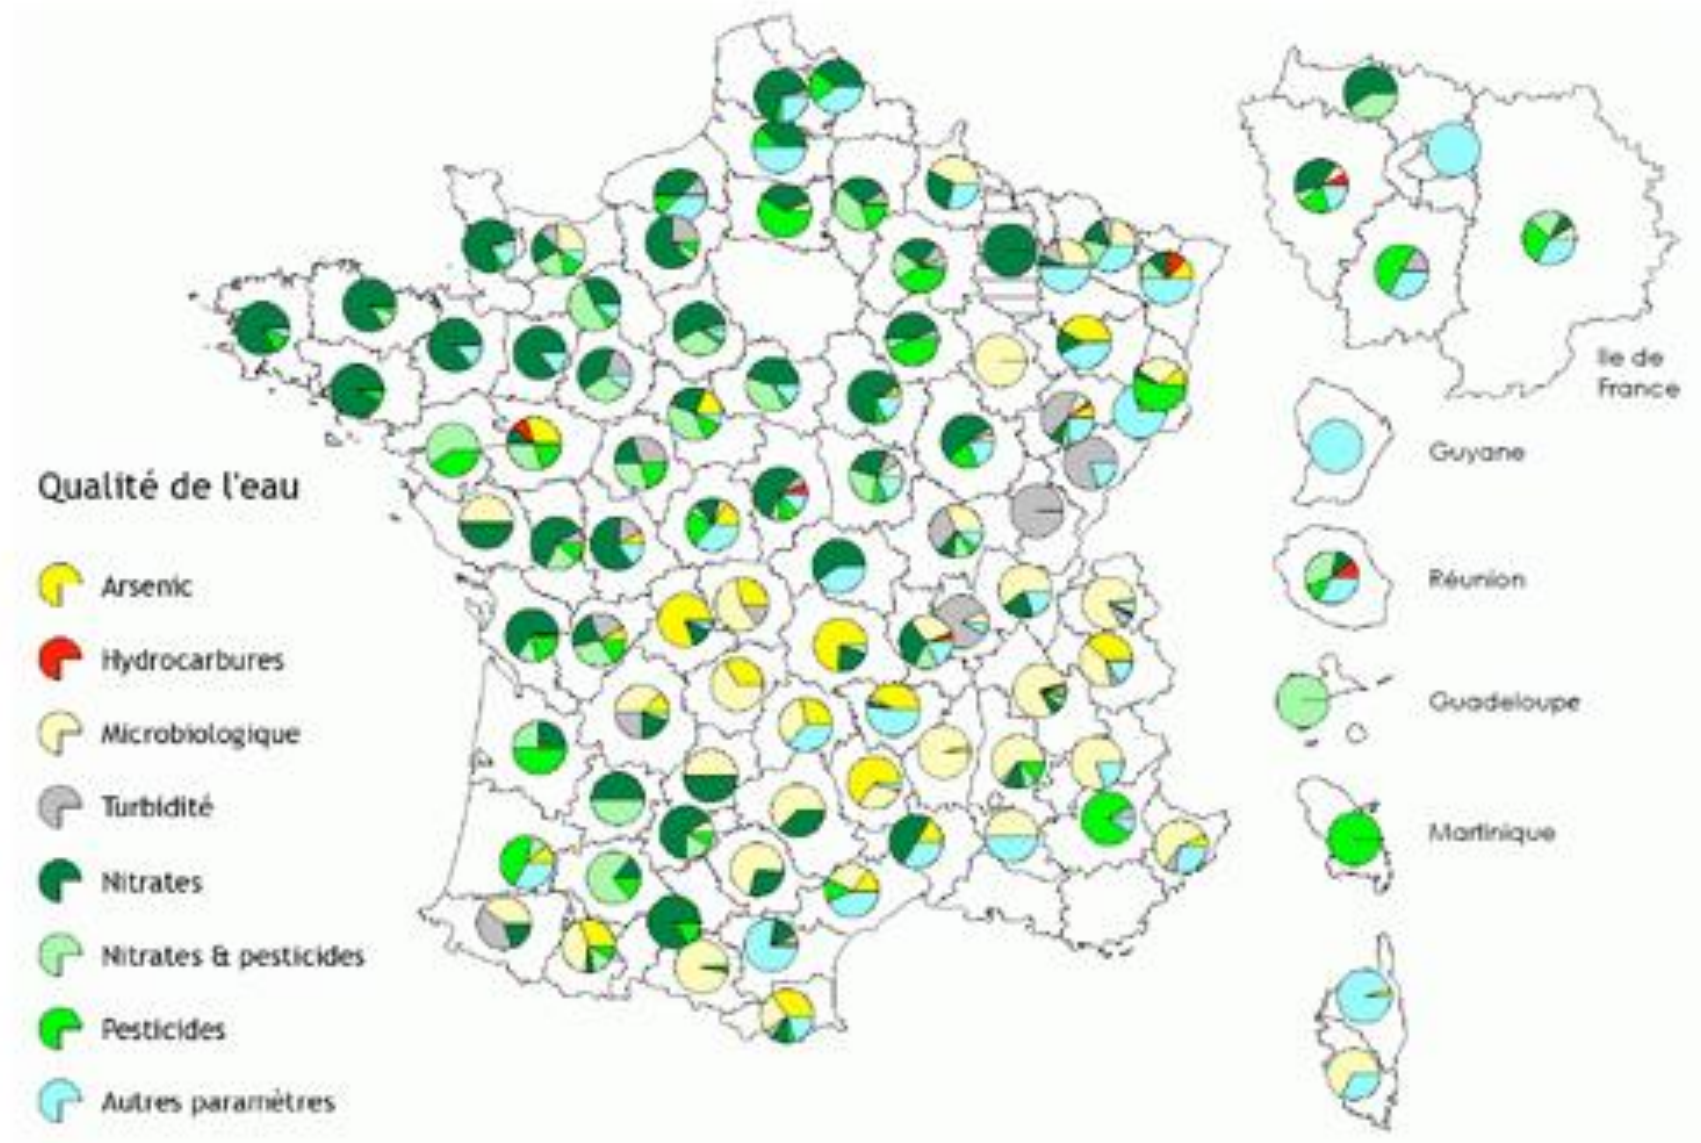 Qualité de l'eau
Arsenic
Hydrocarbures
Microbiologique
Turbidité
Nitrates
Nitrates & pesticides
Pesticides
Autres paramètres
Ile de
France
Guyane
Réunion
Guadeloupe
Martinique